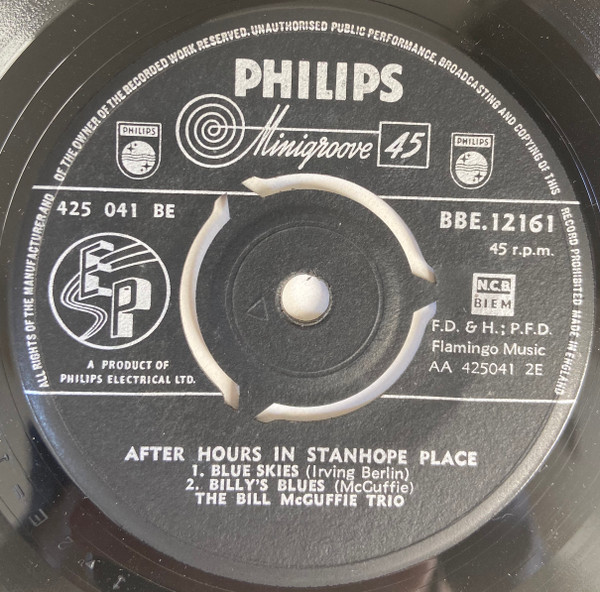 ALL RIGHTS OF THE MANUFACTURER AND OF THE OWNER OF THE RECORDED WORK RESERVED. UNAUTHORISED PUBLIC PERFORMANCE, BROADCASTING AND COPYING OF THIS RECORD PROHIBITED MADE IN ENGLAND
PHILIPS
Minigroove 45
PHILIPS
PHILIPS
425 041 BE
BBE.12161
45 r.p.m.
EP
N.C.B
BIEM
F.D. & H.; P.F.D.
Flamingo Music
AA 425041 2E
A PRODUCT OF
PHILIPS ELECTRICAL LTD.
AFTER HOURS IN STANHOPE PLACE
1. BLUE SKIES (Irving Berlin)
2. BILLY'S BLUES (McGuffie)
THE BILL McGUFFIE TRIO